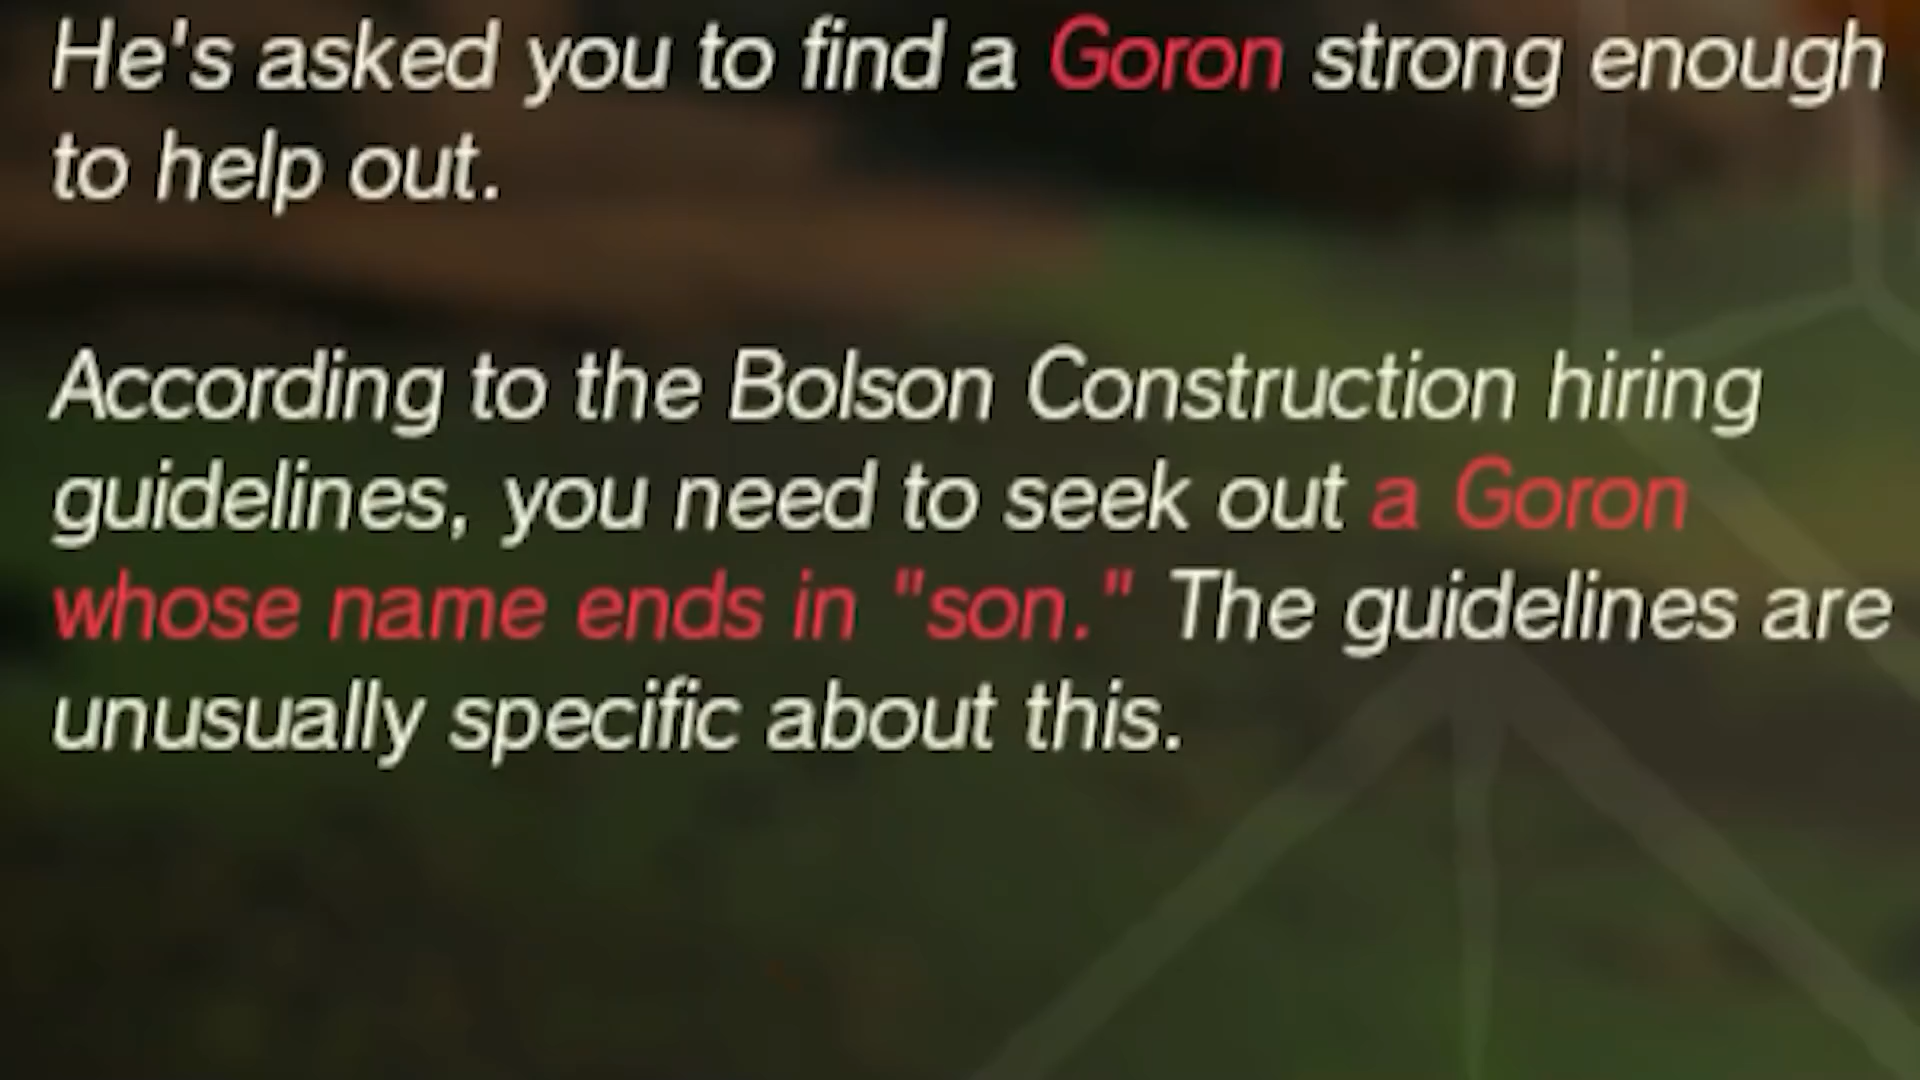 He's asked you to find a Goron strong enough
to help out.
According to the Bolson Construction hiring
guidelines, you need to seek out a Goron
whose name ends in "son." The guidelines are
unusually specific about this.